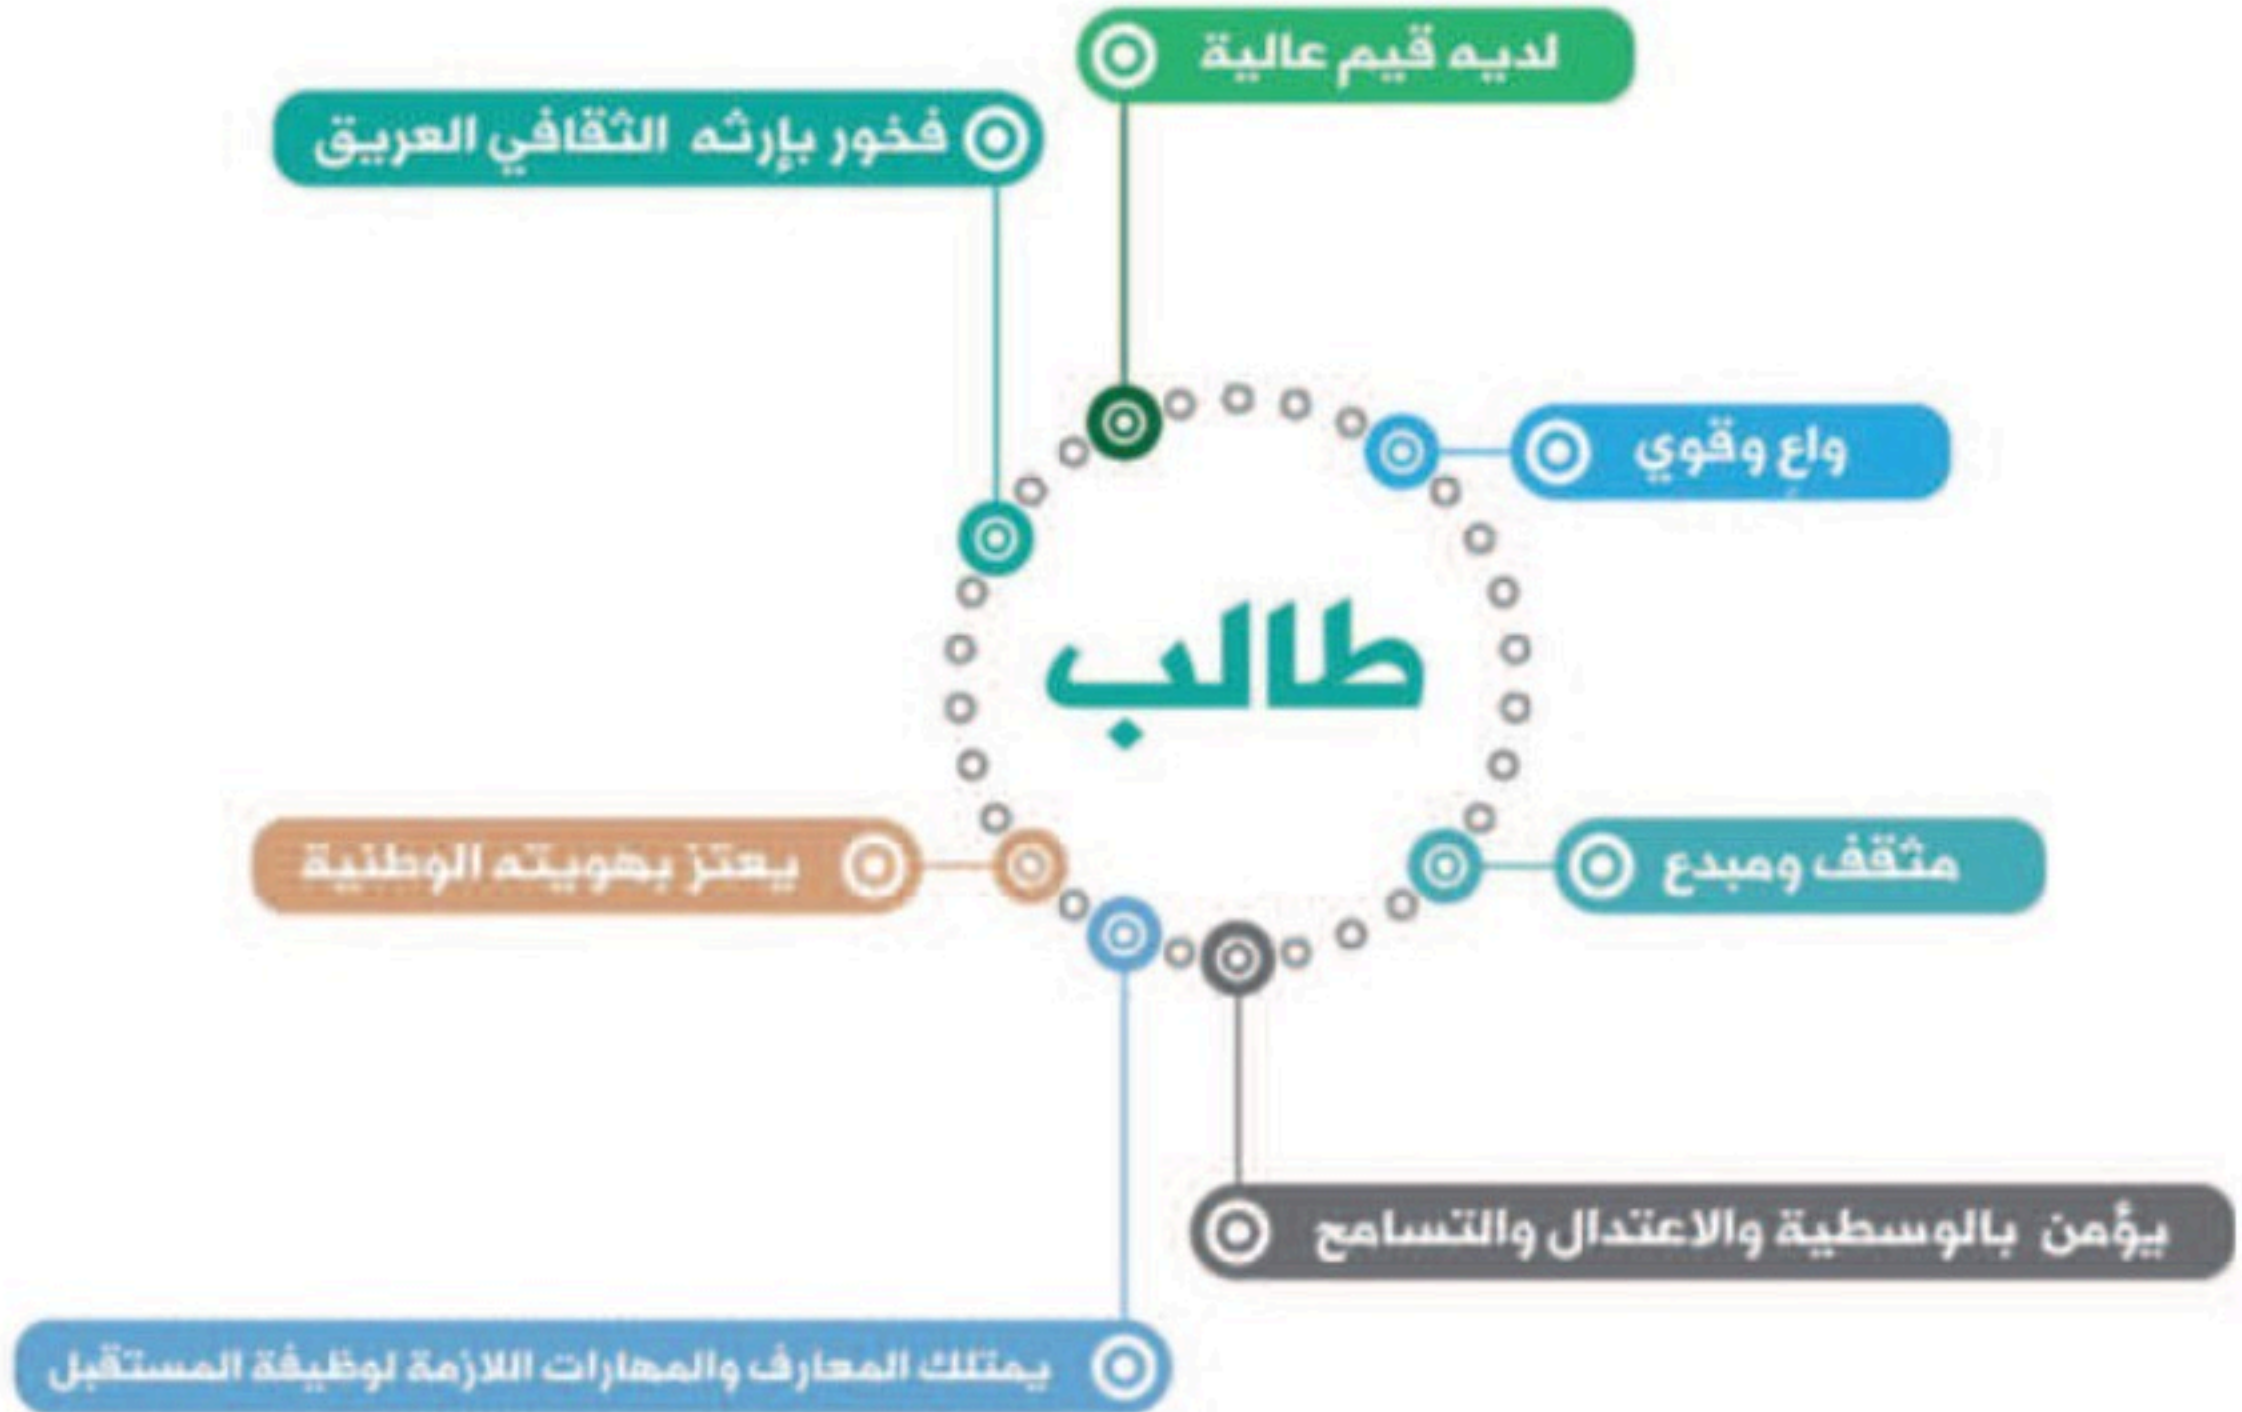 لديه قيم عالية
فخور بإرثه الثقافي العريق
واع وقوي
طالب
يعتز بهويته الوطنية
مثقف ومبدع
يؤمن بالوسطية والاعتدال والتسامح
يمتلك المعارف والمهارات اللازمة لوظيفة المستقبل